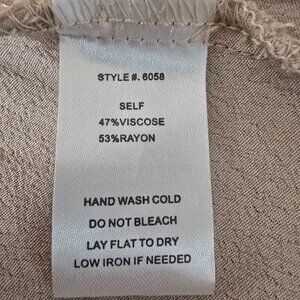 STYLE #. 6058
SELF
47%VISCOSE
53%RAYON
HAND WASH COLD
DO NOT BLEACH
LAY FLAT TO DRY
LOW IRON IF NEEDED